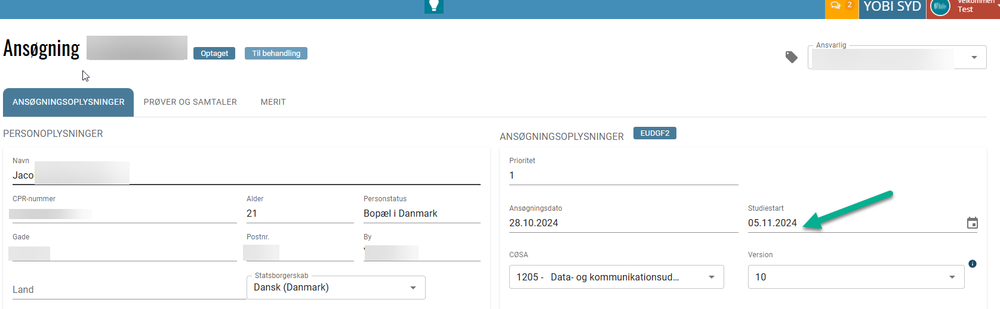 2 YOBI SYD Velkommen
Test
Ansøgning Optaget Til behandling
Ansvarlig
ANSØGNINGSOPLYSNINGER PRØVER OG SAMTALER MERIT
PERSONOPLYSNINGER
Navn
Jaco
CPR-nummer Alder Personstatus
21 Bopæl i Danmark
Gade Postnr. By
Land
Statsborgerskab
Dansk (Danmark)
ANSØGNINGSOPLYSNINGER EUDGF2
Prioritet
1
Ansøgningsdato Studiestart
28.10.2024 05.11.2024
CØSA Version
1205 - Data- og kommunikationsud... 10